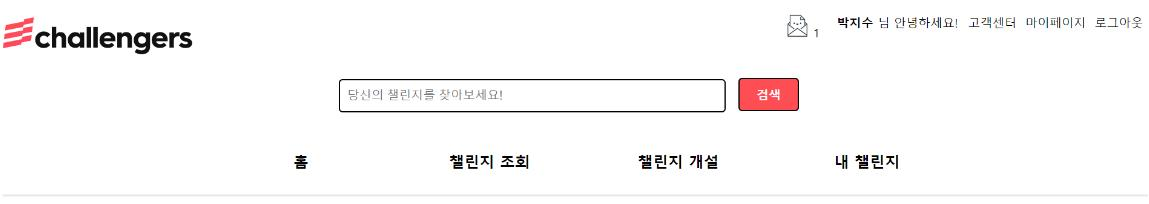 challengers
1 박지수 님 안녕하세요! 고객센터 마이페이지 로그아웃
당신의 챌린지를 찾아보세요! 검색
홈 챌린지 조회 챌린지 개설 내 챌린지